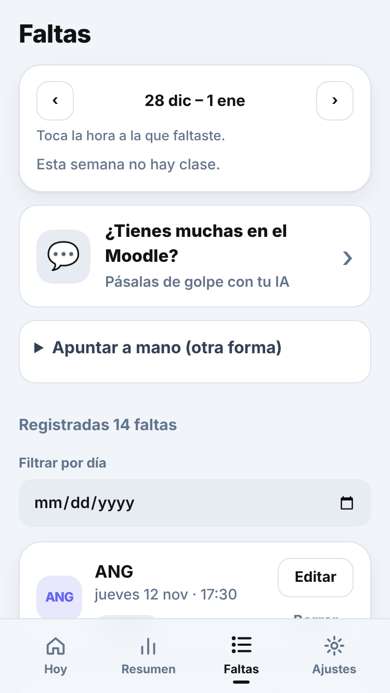 Faltas
‹
28 dic – 1 ene
›
Toca la hora a la que faltaste.
Esta semana no hay clase.
¿Tienes muchas en el
Moodle?
Pásalas de golpe con tu IA
Apuntar a mano (otra forma)
Registradas 14 faltas
Filtrar por día
mm/dd/yyyy
ANG
ANG
jueves 12 nov · 17:30
Editar
Hoy
Resumen
Faltas
Ajustes